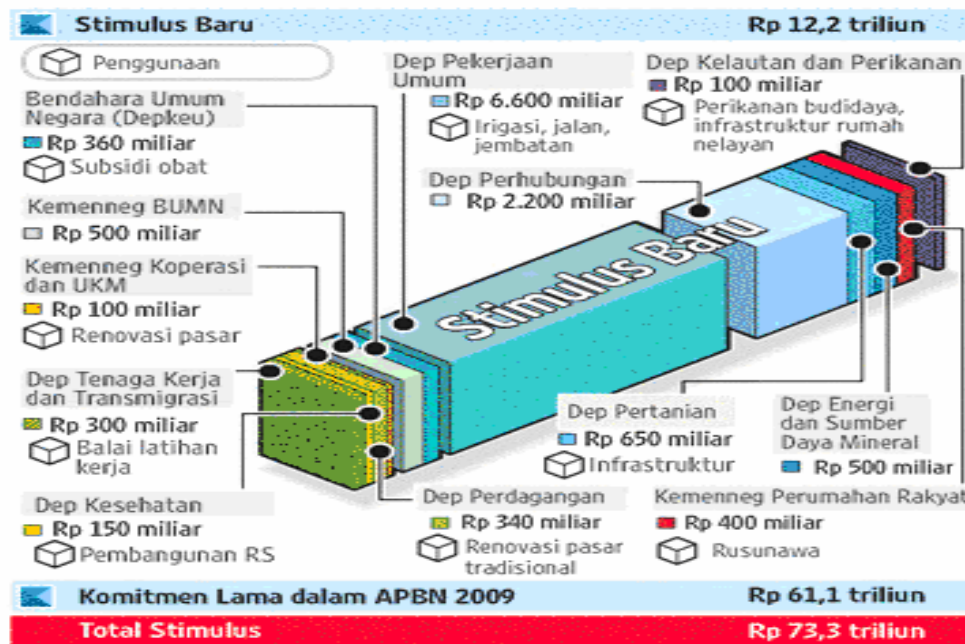 Stimulus Baru Rp 12,2 triliun
Penggunaan
Bendahara Umum
Negara (Depkeu)
Rp 360 miliar
Subsidi obat
Kemenneg BUMN
Rp 500 miliar
Kemenneg Koperasi
dan UKM
Rp 100 miliar
Renovasi pasar
Dep Tenaga Kerja
dan Transmigrasi
Rp 300 miliar
Balai latihan
kerja
Dep Kesehatan
Rp 150 miliar
Pembangunan RS
Dep Pekerjaan
Umum
Rp 6.600 miliar
Irigasi, jalan,
jembatan
Dep Perhubungan
Rp 2.200 miliar
Dep Kelautan dan Perikanan
Rp 100 miliar
Perikanan budidaya,
infrastruktur rumah
nelayan
Stimulus Baru
Dep Pertanian
Rp 650 miliar
Infrastruktur
Dep Energi
dan Sumber
Daya Mineral
Rp 500 miliar
Dep Perdagangan
Rp 340 miliar
Renovasi pasar
tradisional
Kemenneg Perumahan Rakyat
Rp 400 miliar
Rusunawa
Komitmen Lama dalam APBN 2009 Rp 61,1 triliun
Total Stimulus Rp 73,3 triliun